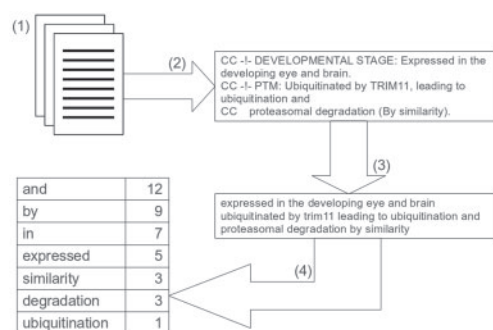 (1)
(2)
CC -!- DEVELOPMENTAL STAGE: Expressed in the
developing eye and brain.
CC -!- PTM: Ubiquitinated by TRIM11, leading to
ubiquitination and
CC proteasomal degradation (By similarity).
(3)
expressed in the developing eye and brain
ubiquitinated by trim11 leading to ubiquitination and
proteasomal degradation by similarity
(4)
and 12
by 9
in 7
expressed 5
similarity 3
degradation 3
ubiquitination 1